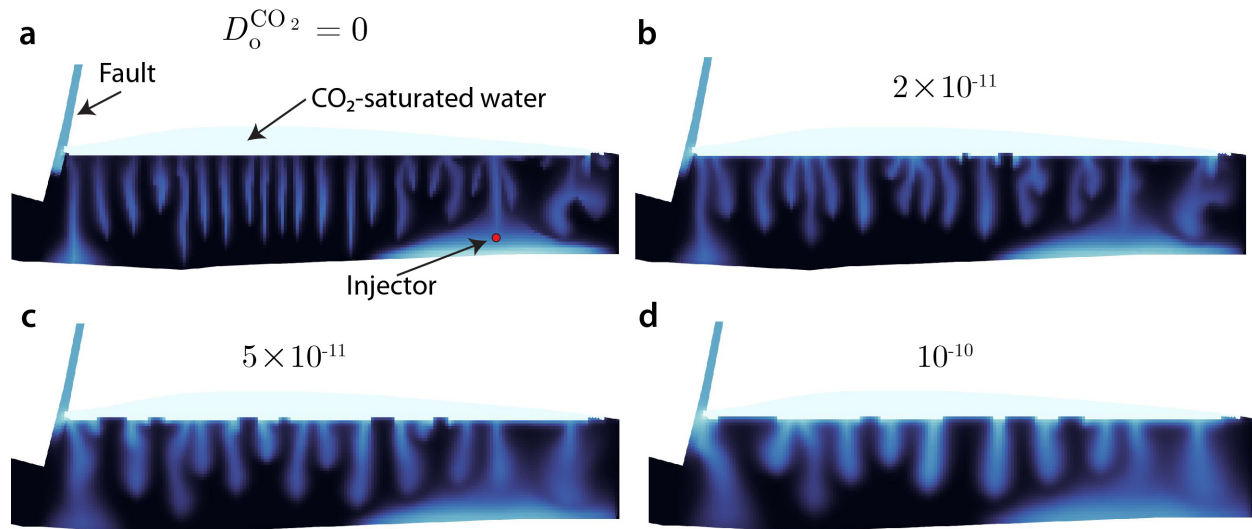 a
D_o^{CO_2} = 0
Fault
CO₂-saturated water
Injector
b
2×10⁻¹¹
c
5×10⁻¹¹
d
10⁻¹⁰